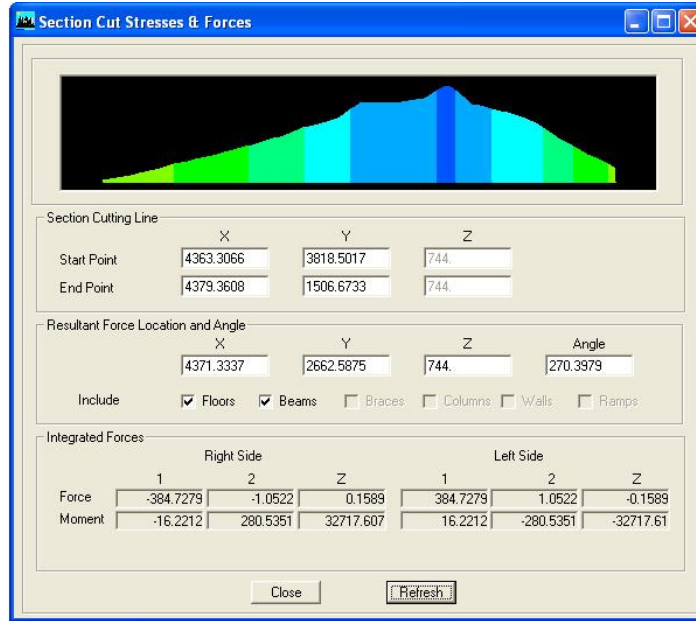 Section Cut Stresses & Forces
Section Cutting Line
X Y Z
Start Point 4363.3066 3818.5017 744.
End Point 4379.3608 1506.6733 744.
Resultant Force Location and Angle
X Y Z Angle
4371.3337 2662.5875 744. 270.3979
Include Floors Beams Braces Columns Walls Ramps
Integrated Forces
Right Side Left Side
1 2 Z 1 2 Z
Force -384.7279 -1.0522 0.1589 384.7279 1.0522 -0.1589
Moment -16.2212 280.5351 32717.607 16.2212 -280.5351 -32717.61
Close Refresh